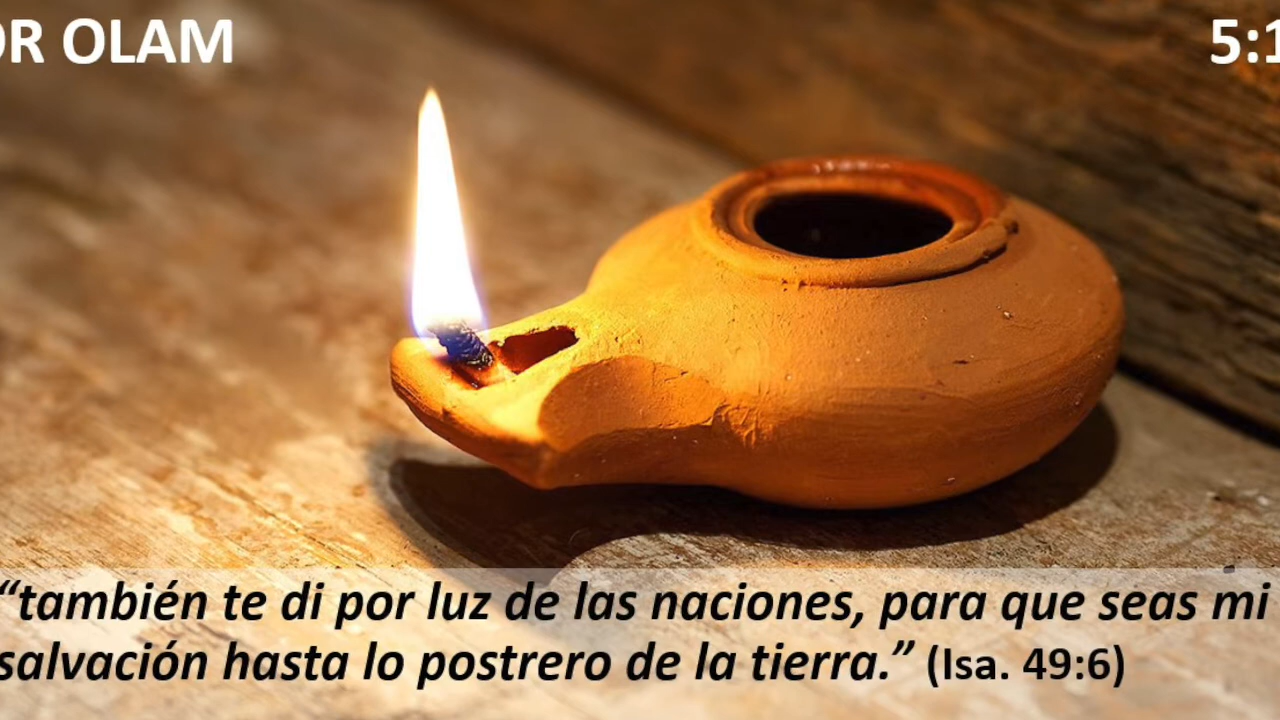 OR OLAM
5:1
“también te di por luz de las naciones, para que seas mi
salvación hasta lo postrero de la tierra.” (Isa. 49:6)